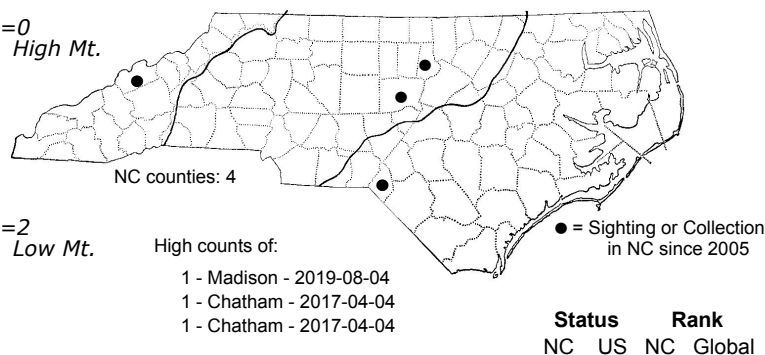 =0
High Mt.
NC counties: 4
=2
Low Mt.
High counts of:
1 - Madison - 2019-08-04
1 - Chatham - 2017-04-04
1 - Chatham - 2017-04-04
● = Sighting or Collection
in NC since 2005
Status Rank
NC US NC Global